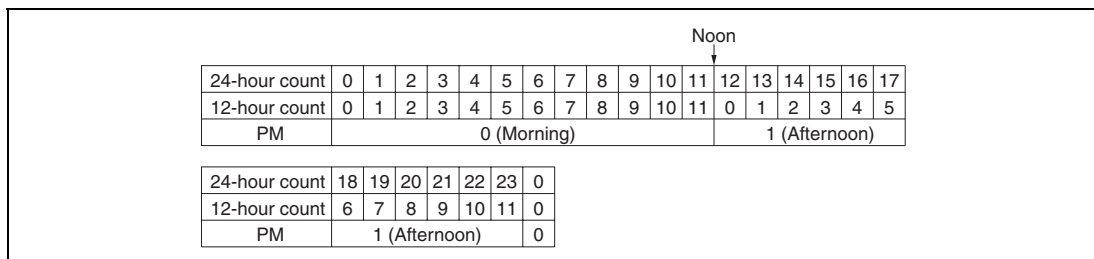 Noon
24-hour count 0 1 2 3 4 5 6 7 8 9 10 11 12 13 14 15 16 17
12-hour count 0 1 2 3 4 5 6 7 8 9 10 11 0 1 2 3 4 5
PM 0 (Morning) 1 (Afternoon)
24-hour count 18 19 20 21 22 23 0
12-hour count 6 7 8 9 10 11 0
PM 1 (Afternoon) 0